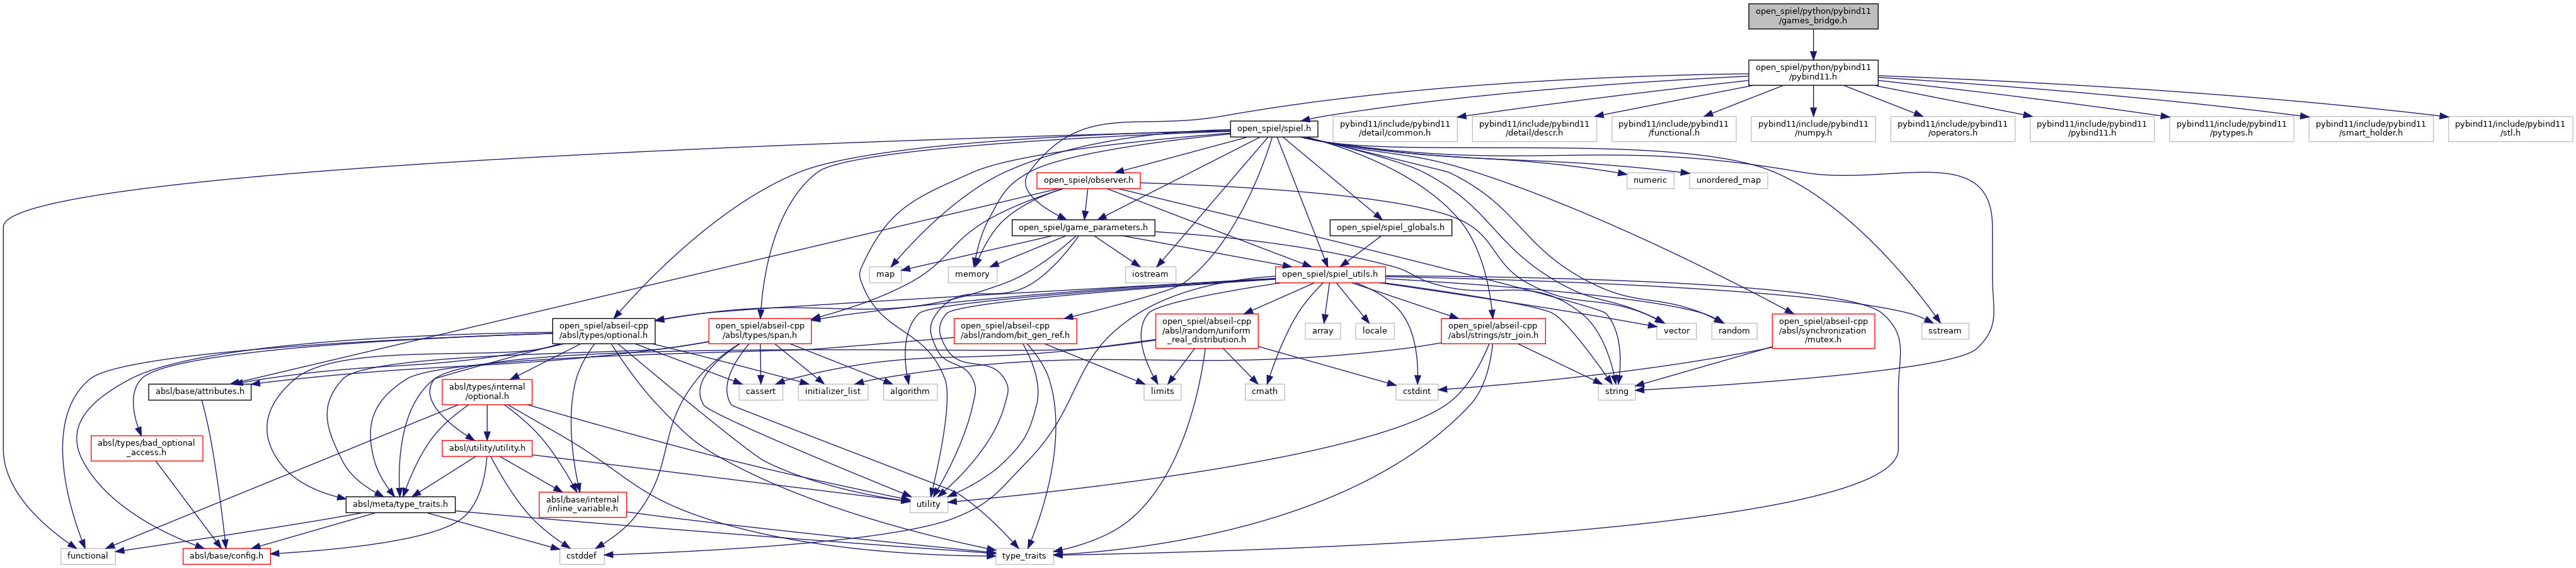 open_spiel/python/pybind11
/games_bridge.h
open_spiel/python/pybind11
/pybind11.h
open_spiel/spiel.h
pybind11/include/pybind11
/detail/common.h
pybind11/include/pybind11
/detail/descr.h
pybind11/include/pybind11
/functional.h
pybind11/include/pybind11
/numpy.h
pybind11/include/pybind11
/operators.h
pybind11/include/pybind11
/pybind11.h
pybind11/include/pybind11
/pytypes.h
pybind11/include/pybind11
/smart_holder.h
pybind11/include/pybind11
/stl.h
open_spiel/observer.h
numeric
unordered_map
open_spiel/game_parameters.h
open_spiel/spiel_globals.h
map
memory
iostream
open_spiel/spiel_utils.h
open_spiel/abseil-cpp
/absl/types/optional.h
open_spiel/abseil-cpp
/absl/types/span.h
open_spiel/abseil-cpp
/absl/random/bit_gen_ref.h
open_spiel/abseil-cpp
/absl/random/uniform
_real_distribution.h
array
locale
open_spiel/abseil-cpp
/absl/strings/str_join.h
vector
random
open_spiel/abseil-cpp
/absl/synchronization
/mutex.h
sstream
absl/base/attributes.h
absl/types/internal
/optional.h
cassert
initializer_list
algorithm
limits
cmath
cstdint
string
absl/types/bad_optional
_access.h
absl/utility/utility.h
absl/meta/type_traits.h
absl/base/internal
/inline_variable.h
utility
functional
absl/base/config.h
cstddef
type_traits